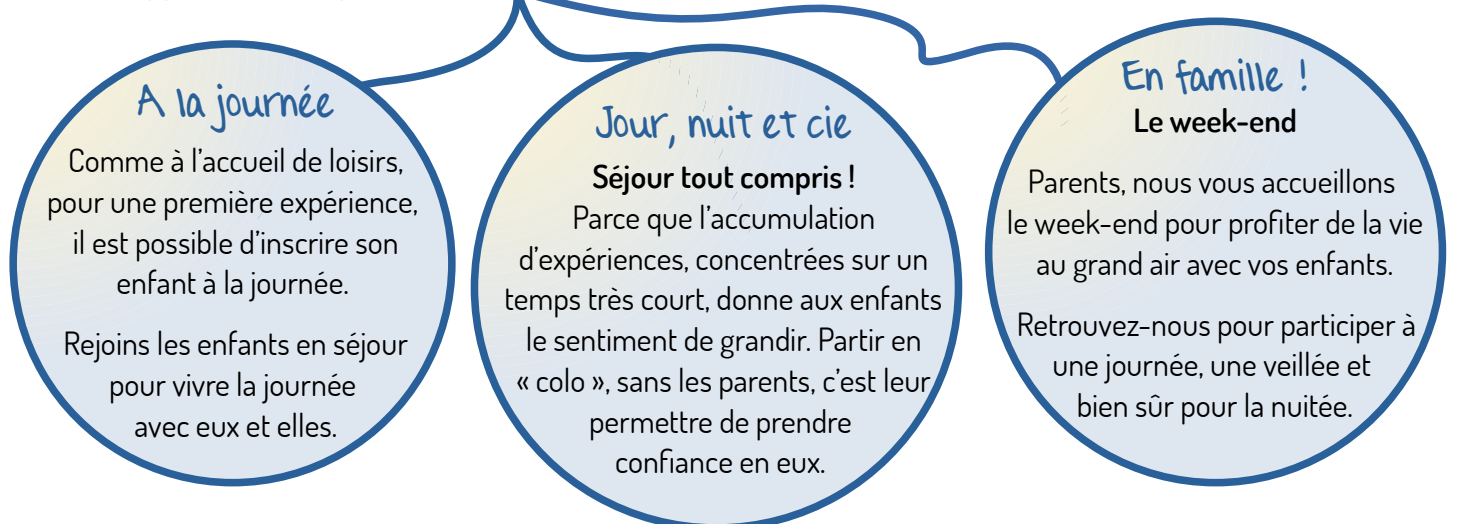 A la journée
Comme à l’accueil de loisirs,
pour une première expérience,
il est possible d’inscrire son
enfant à la journée.
Rejoins les enfants en séjour
pour vivre la journée
avec eux et elles.
Jour, nuit et cie
Séjour tout compris !
Parce que l’accumulation
d’expériences, concentrées sur un
temps très court, donne aux enfants
le sentiment de grandir. Partir en
« colo », sans les parents, c’est leur
permettre de prendre
confiance en eux.
En famille !
Le week-end
Parents, nous vous accueillons
le week-end pour profiter de la vie
au grand air avec vos enfants.
Retrouvez-nous pour participer à
une journée, une veillée et
bien sûr pour la nuitée.